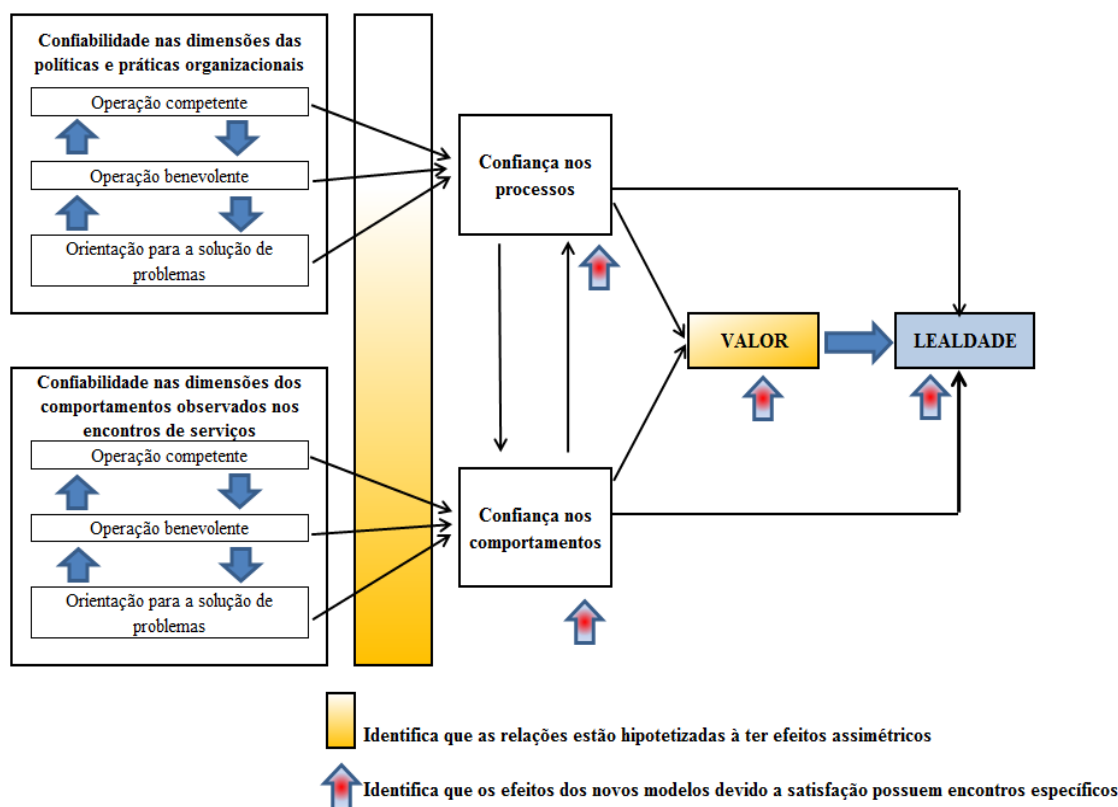 Confiabilidade nas dimensões das
políticas e práticas organizacionais
Operação competente
Operação benevolente
Orientação para a solução de
problemas
Confiabilidade nas dimensões dos
comportamentos observados nos
encontros de serviços
Operação competente
Operação benevolente
Orientação para a solução de
problemas
Confiança nos
processos
Confiança nos
comportamentos
VALOR
LEALDADE
Identifica que as relações estão hipotetizadas à ter efeitos assimétricos
Identifica que os efeitos dos novos modelos devido a satisfação possuem encontros específicos